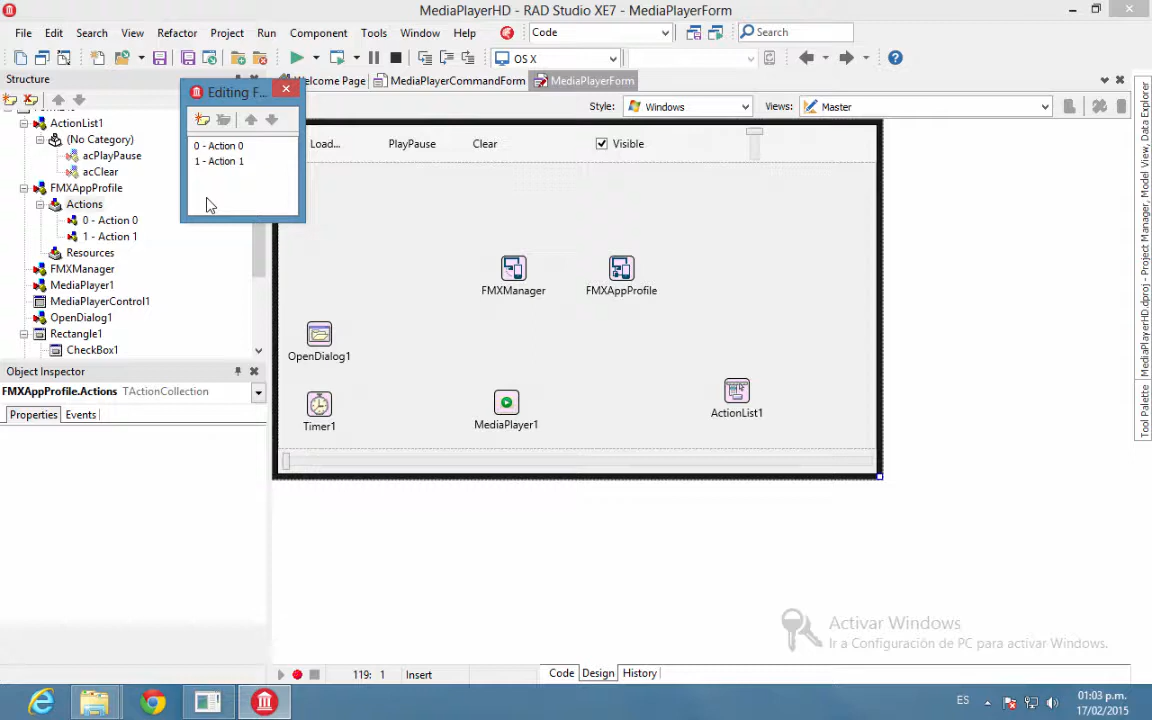 MediaPlayerHD - RAD Studio XE7 - MediaPlayerForm
File Edit Search View Refactor Project Run Component Tools Window Help
Code
Search
OS X
Structure
Welcome Page
MediaPlayerCommandForm
MediaPlayerForm
Style:
Windows
Views:
Master
Editing F...
0 - Action 0
1 - Action 1
ActionList1
(No Category)
acPlayPause
acClear
FMXAppProfile
Actions
0 - Action 0
1 - Action 1
Resources
FMXManager
MediaPlayer1
MediaPlayerControl1
OpenDialog1
Rectangle1
CheckBox1
Object Inspector
FMXAppProfile.Actions TActionCollection
Properties
Events
Load...
PlayPause
Clear
Visible
FMXManager
FMXAppProfile
OpenDialog1
Timer1
MediaPlayer1
ActionList1
MediaPlayerHD.dproj - Project Manager, Model View, Data Explorer
Tool Palette
Activar Windows
Ir a Configuración de PC para activar Windows.
119: 1
Insert
Code
Design
History
ES
01:03 p.m.
17/02/2015